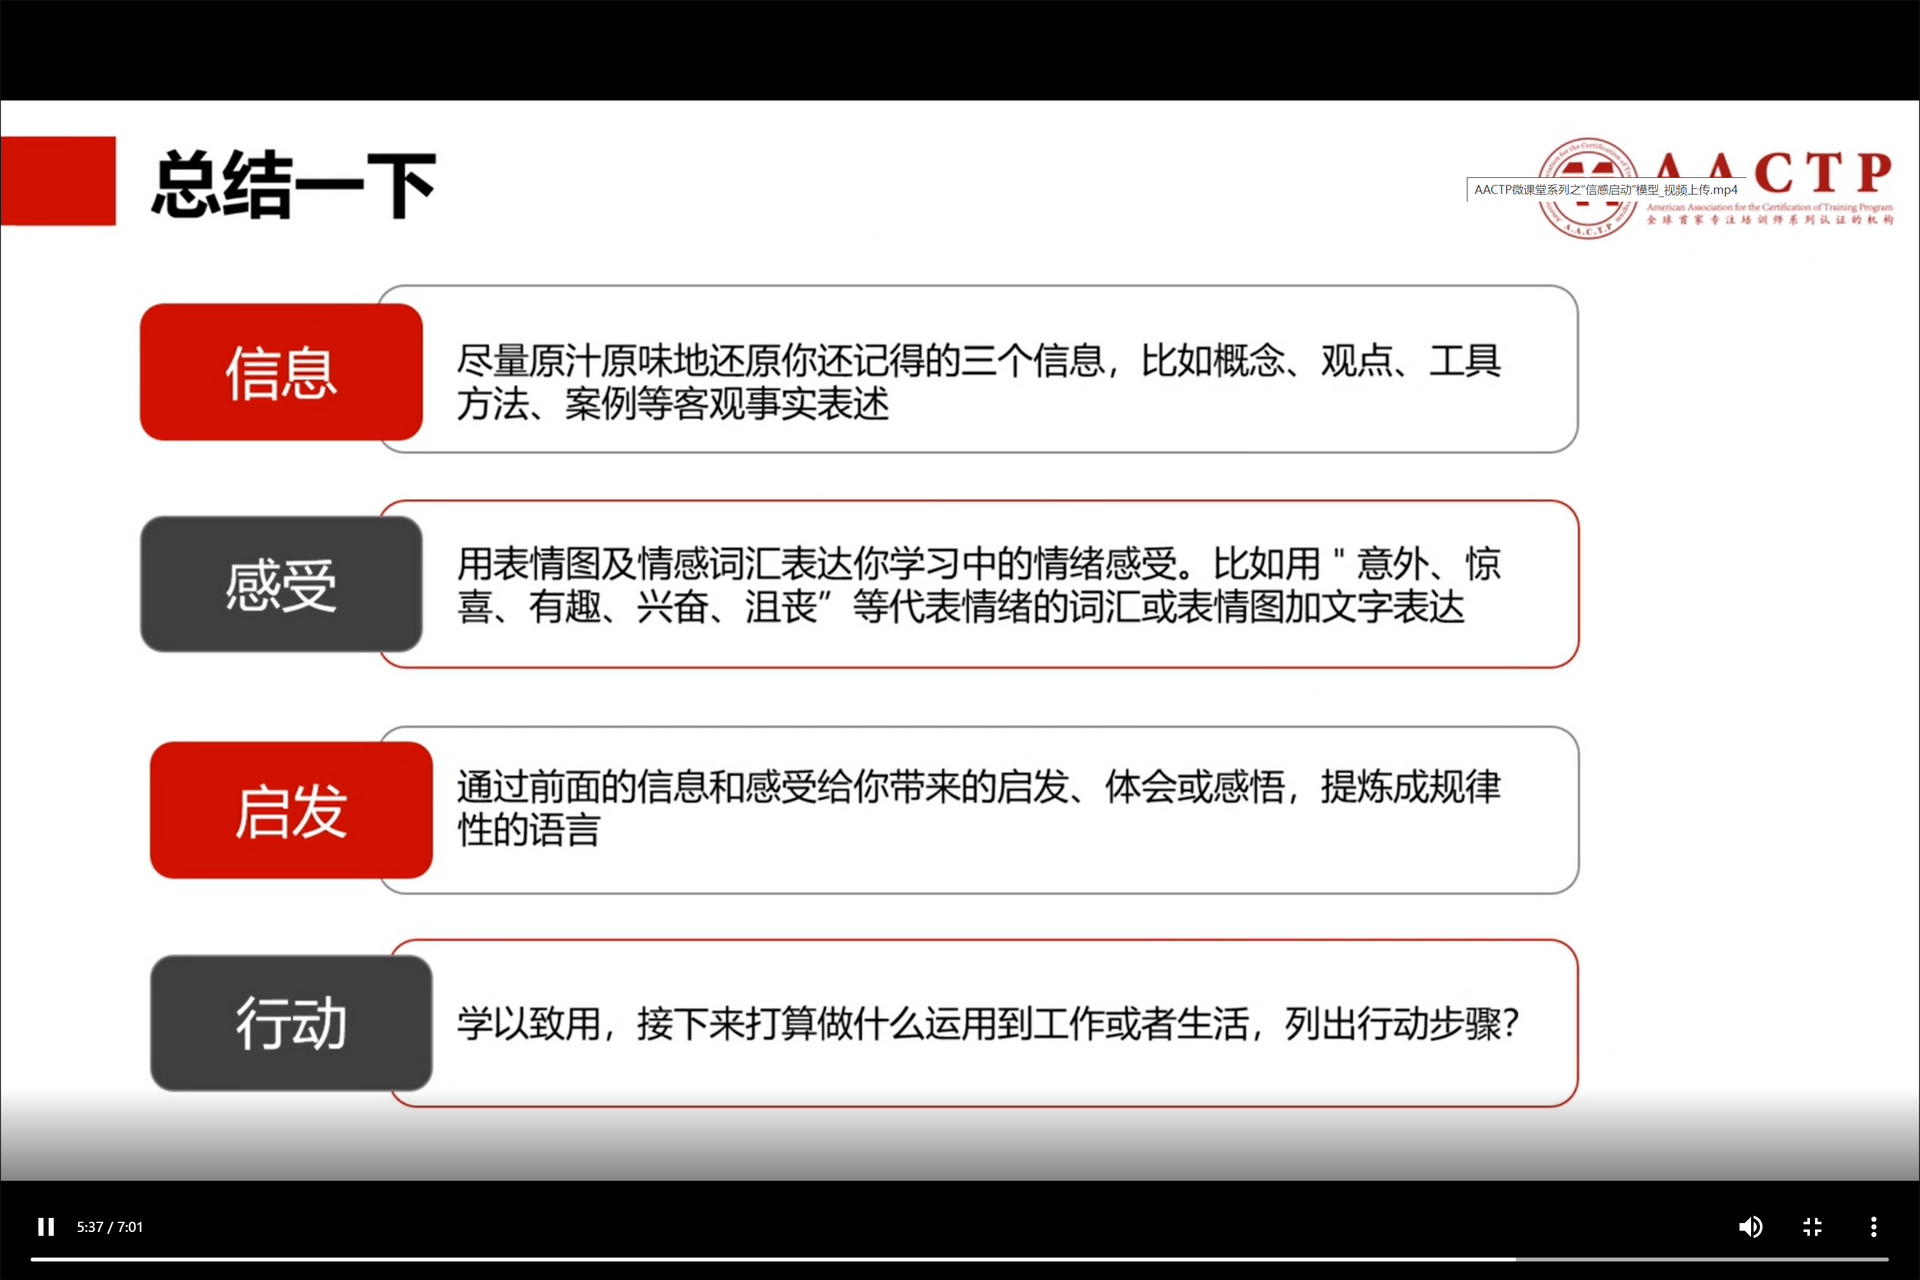 总结一下
AACTP
AACTP微课堂系列之"信感启动"模型_视频上传.mp4
American Association for the Certification of Training Program
全球首家专注培训师系列认证的机构
A.A.C.T.P
信息
尽量原汁原味地还原你还记得的三个信息，比如概念、观点、工具
方法、案例等客观事实表述
感受
用表情图及情感词汇表达你学习中的情绪感受。比如用＂意外、惊
喜、有趣、兴奋、沮丧”等代表情绪的词汇或表情图加文字表达
启发
通过前面的信息和感受给你带来的启发、体会或感悟，提炼成规律
性的语言
行动
学以致用，接下来打算做什么运用到工作或者生活，列出行动步骤？
5:37 / 7:01